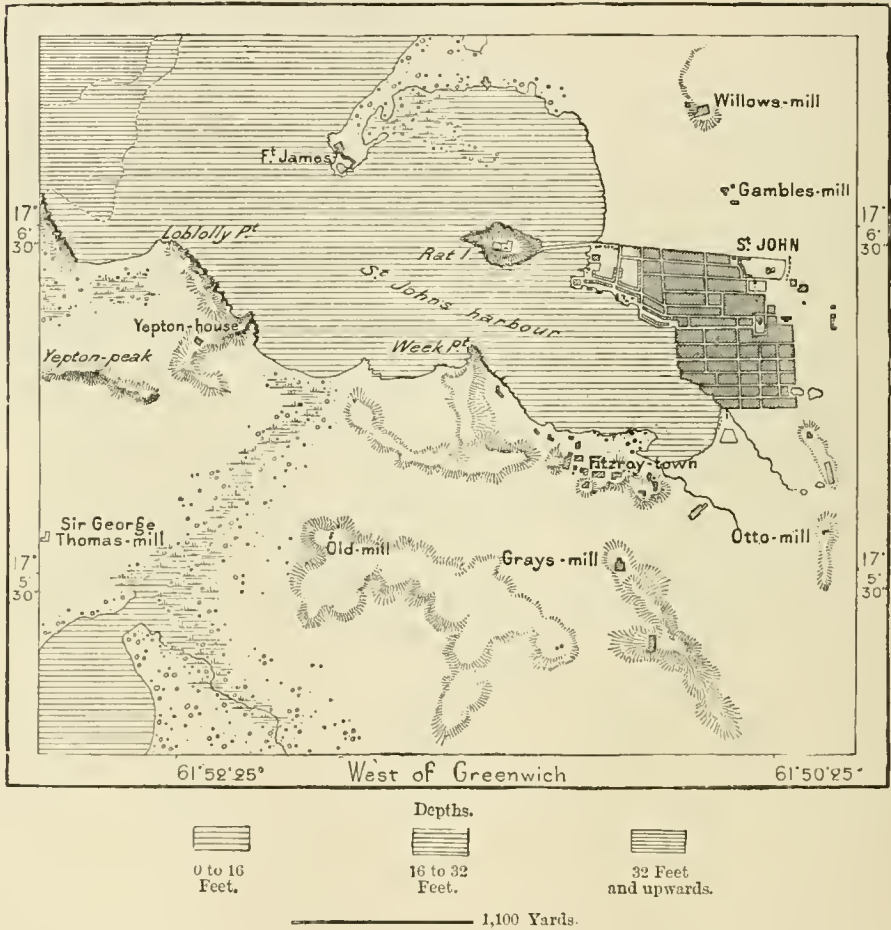 Willows-mill
Fᵗ James
Gambles-mill
17°
6'
30"
17°
6'
30"
Loblolly Pᵗ
Rat I
Sᵗ JOHN
Sᵗ John's harbour
Yepton-house
Week Pᵗ
Yepton-peak
Fitzroy-town
Sir George
Thomas-mill
Old-mill
Grays-mill
Otto-mill
17°
5'
30"
17°
5'
30"
61°52'25"
West of Greenwich
61°50'25"
Depths.
0 to 16
Feet.
16 to 32
Feet.
32 Feet
and upwards.
1,100 Yards.